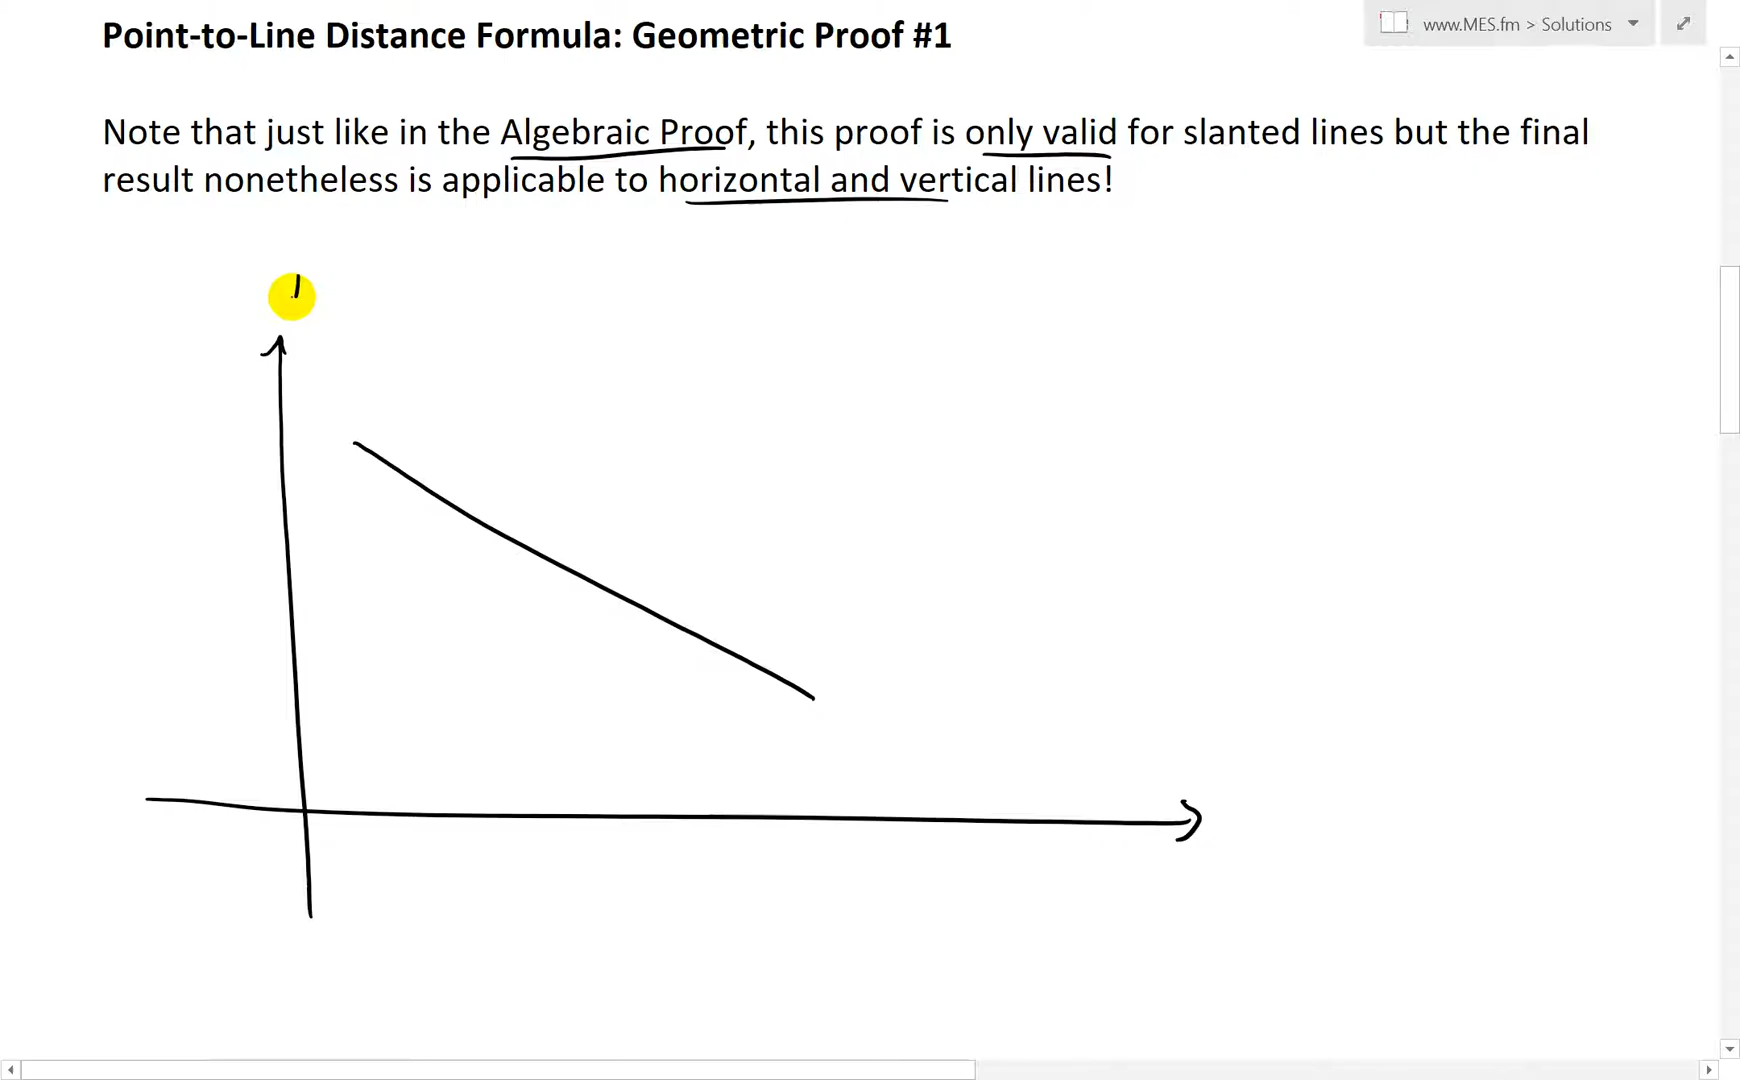 Point-to-Line Distance Formula: Geometric Proof #1
www.MES.fm > Solutions
Note that just like in the Algebraic Proof, this proof is only valid for slanted lines but the final
result nonetheless is applicable to horizontal and vertical lines!